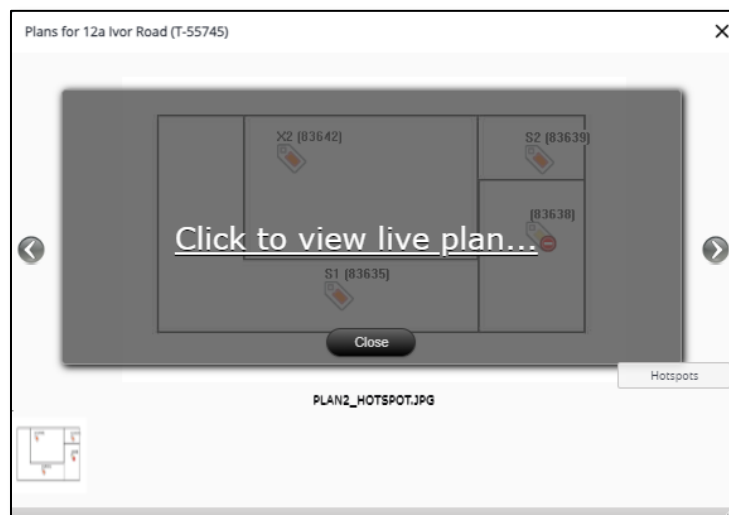 Plans for 12a Ivor Road (T-55745)
X2 (83642)
S2 (83639)
(83638)
Click to view live plan...
S1 (83635)
Close
Hotspots
PLAN2_HOTSPOT.JPG